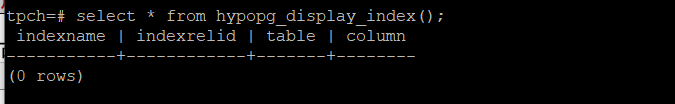 tpch=# select * from hypopg_display_index();
 indexname | indexrelid | table | column
-----------+------------+-------+--------
(0 rows)